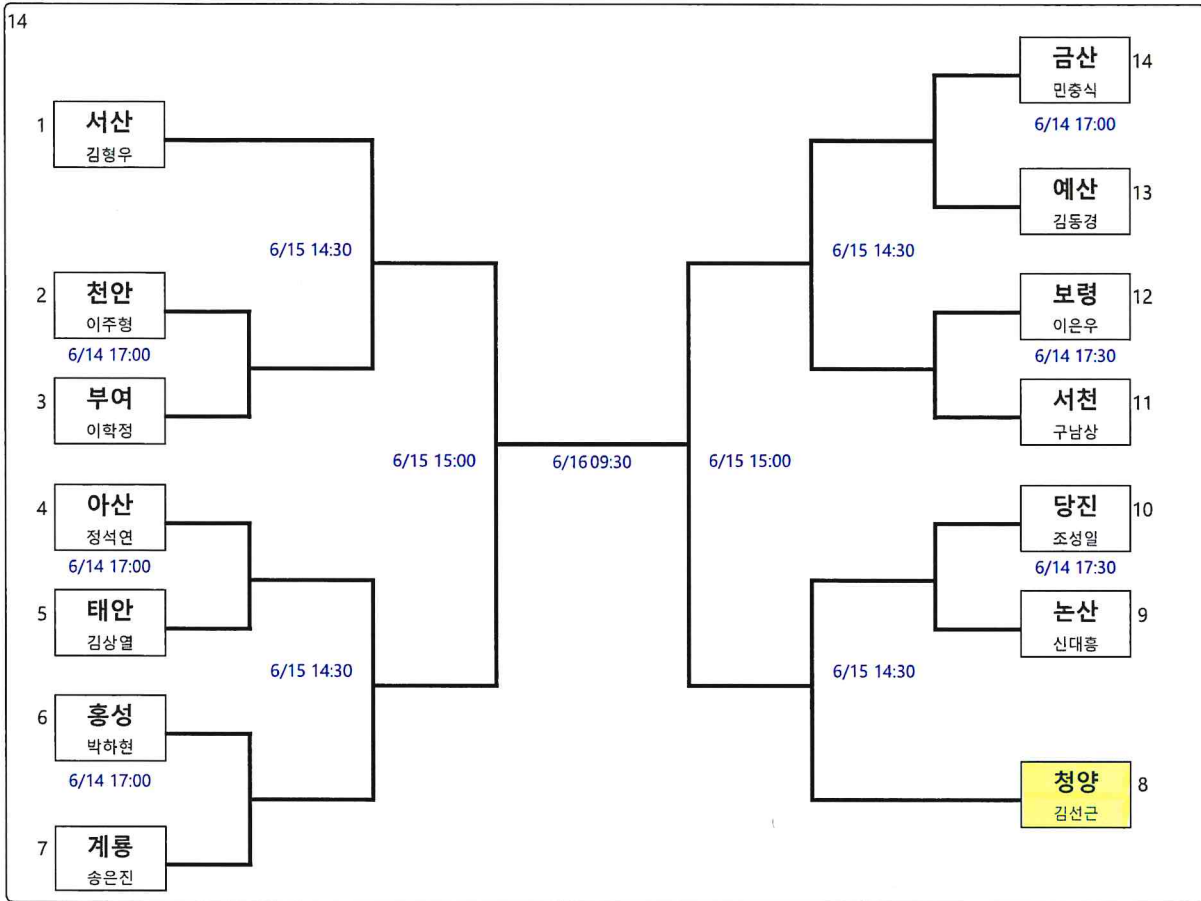 14
1
서산
김형우
2
천안
이주형
6/14 17:00
3
부여
이학정
4
아산
정석연
6/14 17:00
5
태안
김상열
6
홍성
박하현
6/14 17:00
7
계룡
송은진
6/15 14:30
6/15 14:30
6/15 15:00
6/16 09:30
6/15 15:00
6/15 14:30
6/15 14:30
금산
14
민충식
6/14 17:00
예산
13
김동경
보령
12
이은우
6/14 17:30
서천
11
구남상
당진
10
조성일
6/14 17:30
논산
9
신대흥
청양
8
김선근